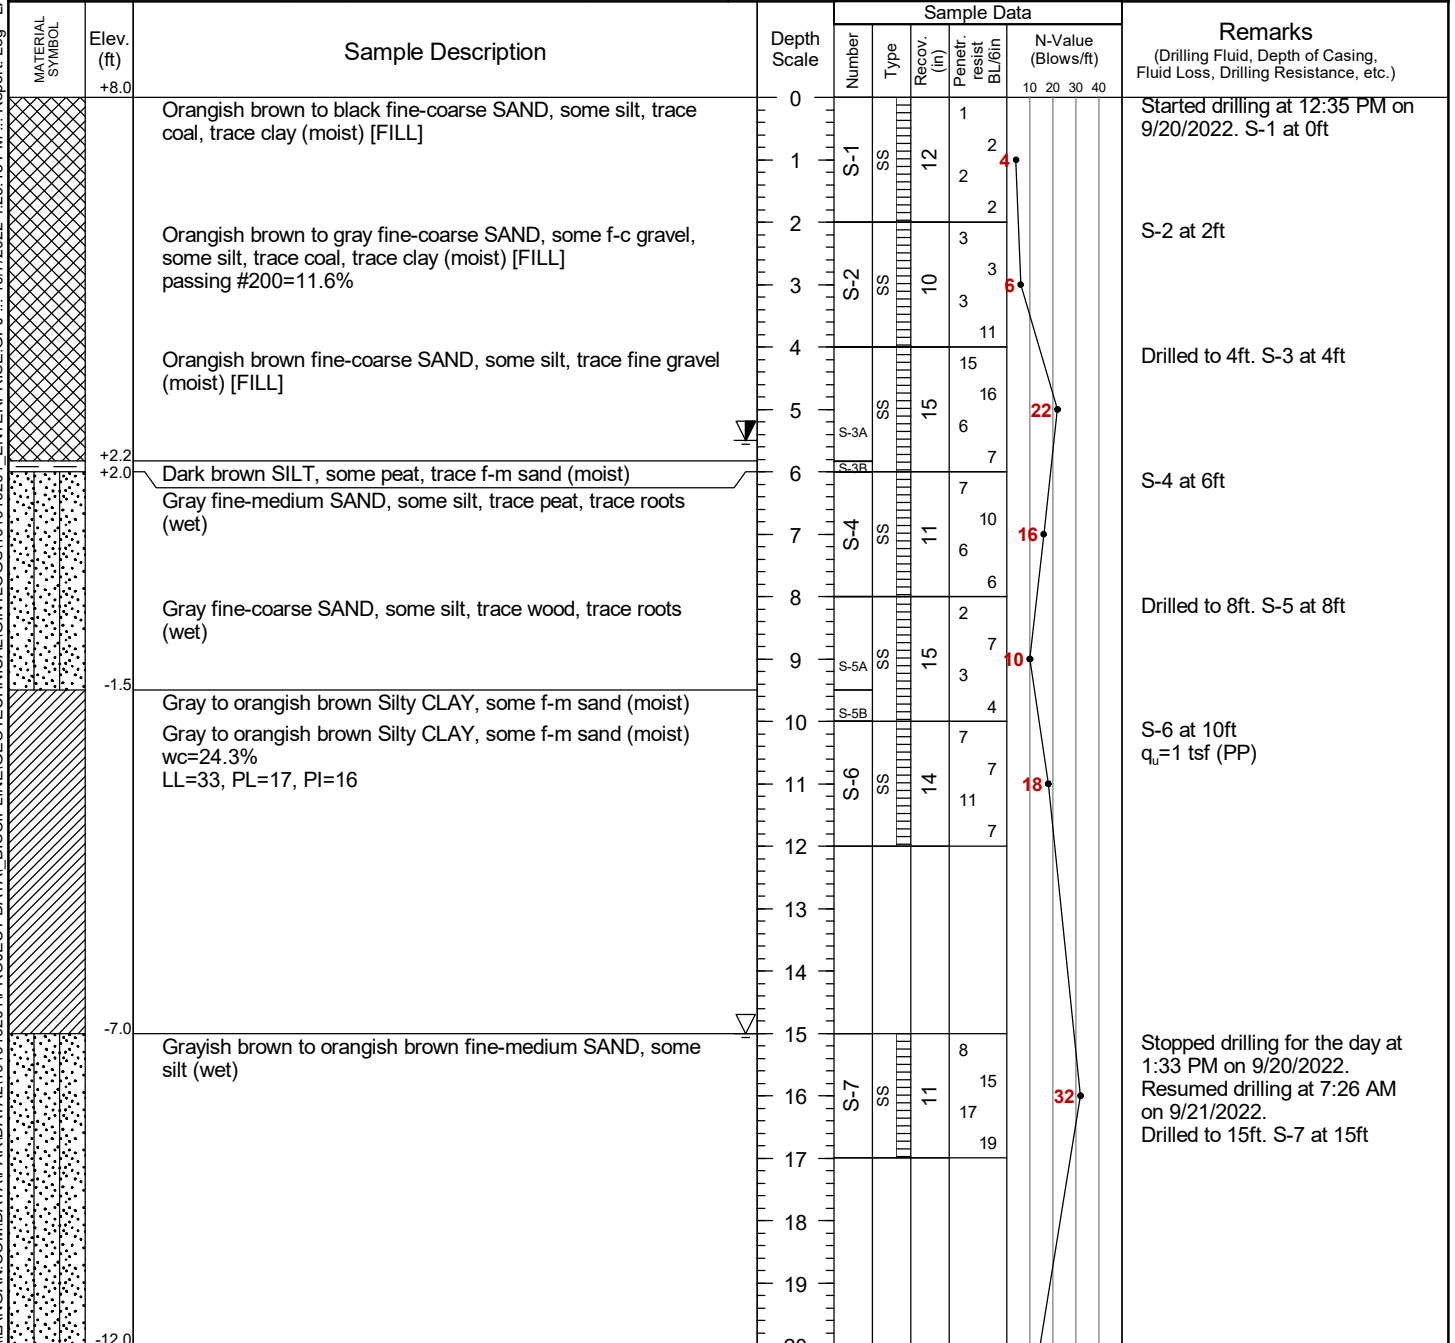 Sample Data
MATERIAL
SYMBOL
Elev.
(ft)
+8.0
Sample Description
Depth
Scale
Number
Type
Recov.
(in)
Penetr.
resist
BL/6in
N-Value
(Blows/ft)
10 20 30 40
Remarks
(Drilling Fluid, Depth of Casing,
Fluid Loss, Drilling Resistance, etc.)
Orangish brown to black fine-coarse SAND, some silt, trace
coal, trace clay (moist) [FILL]
0
1
S-1
SS
12
1
2
2
2
4
Started drilling at 12:35 PM on
9/20/2022. S-1 at 0ft
Orangish brown to gray fine-coarse SAND, some f-c gravel,
some silt, trace coal, trace clay (moist) [FILL]
passing #200=11.6%
2
3
S-2
SS
10
3
3
3
11
6
S-2 at 2ft
Orangish brown fine-coarse SAND, some silt, trace fine gravel
(moist) [FILL]
4
5
S-3A
SS
15
15
16
6
7
22
Drilled to 4ft. S-3 at 4ft
+2.2
S-3B
+2.0
Dark brown SILT, some peat, trace f-m sand (moist)
6
Gray fine-medium SAND, some silt, trace peat, trace roots
(wet)
7
S-4
SS
11
7
10
6
6
16
S-4 at 6ft
8
Gray fine-coarse SAND, some silt, trace wood, trace roots
(wet)
9
S-5A
SS
15
2
7
3
4
10
Drilled to 8ft. S-5 at 8ft
-1.5
Gray to orangish brown Silty CLAY, some f-m sand (moist)
S-5B
10
Gray to orangish brown Silty CLAY, some f-m sand (moist)
wc=24.3%
LL=33, PL=17, PI=16
11
S-6
SS
14
7
7
11
7
18
S-6 at 10ft
qu=1 tsf (PP)
12
13
14
-7.0
15
Grayish brown to orangish brown fine-medium SAND, some
silt (wet)
16
S-7
SS
11
8
15
17
19
32
Stopped drilling for the day at
1:33 PM on 9/20/2022.
Resumed drilling at 7:26 AM
on 9/21/2022.
Drilled to 15ft. S-7 at 15ft
17
18
19
-12.0
20